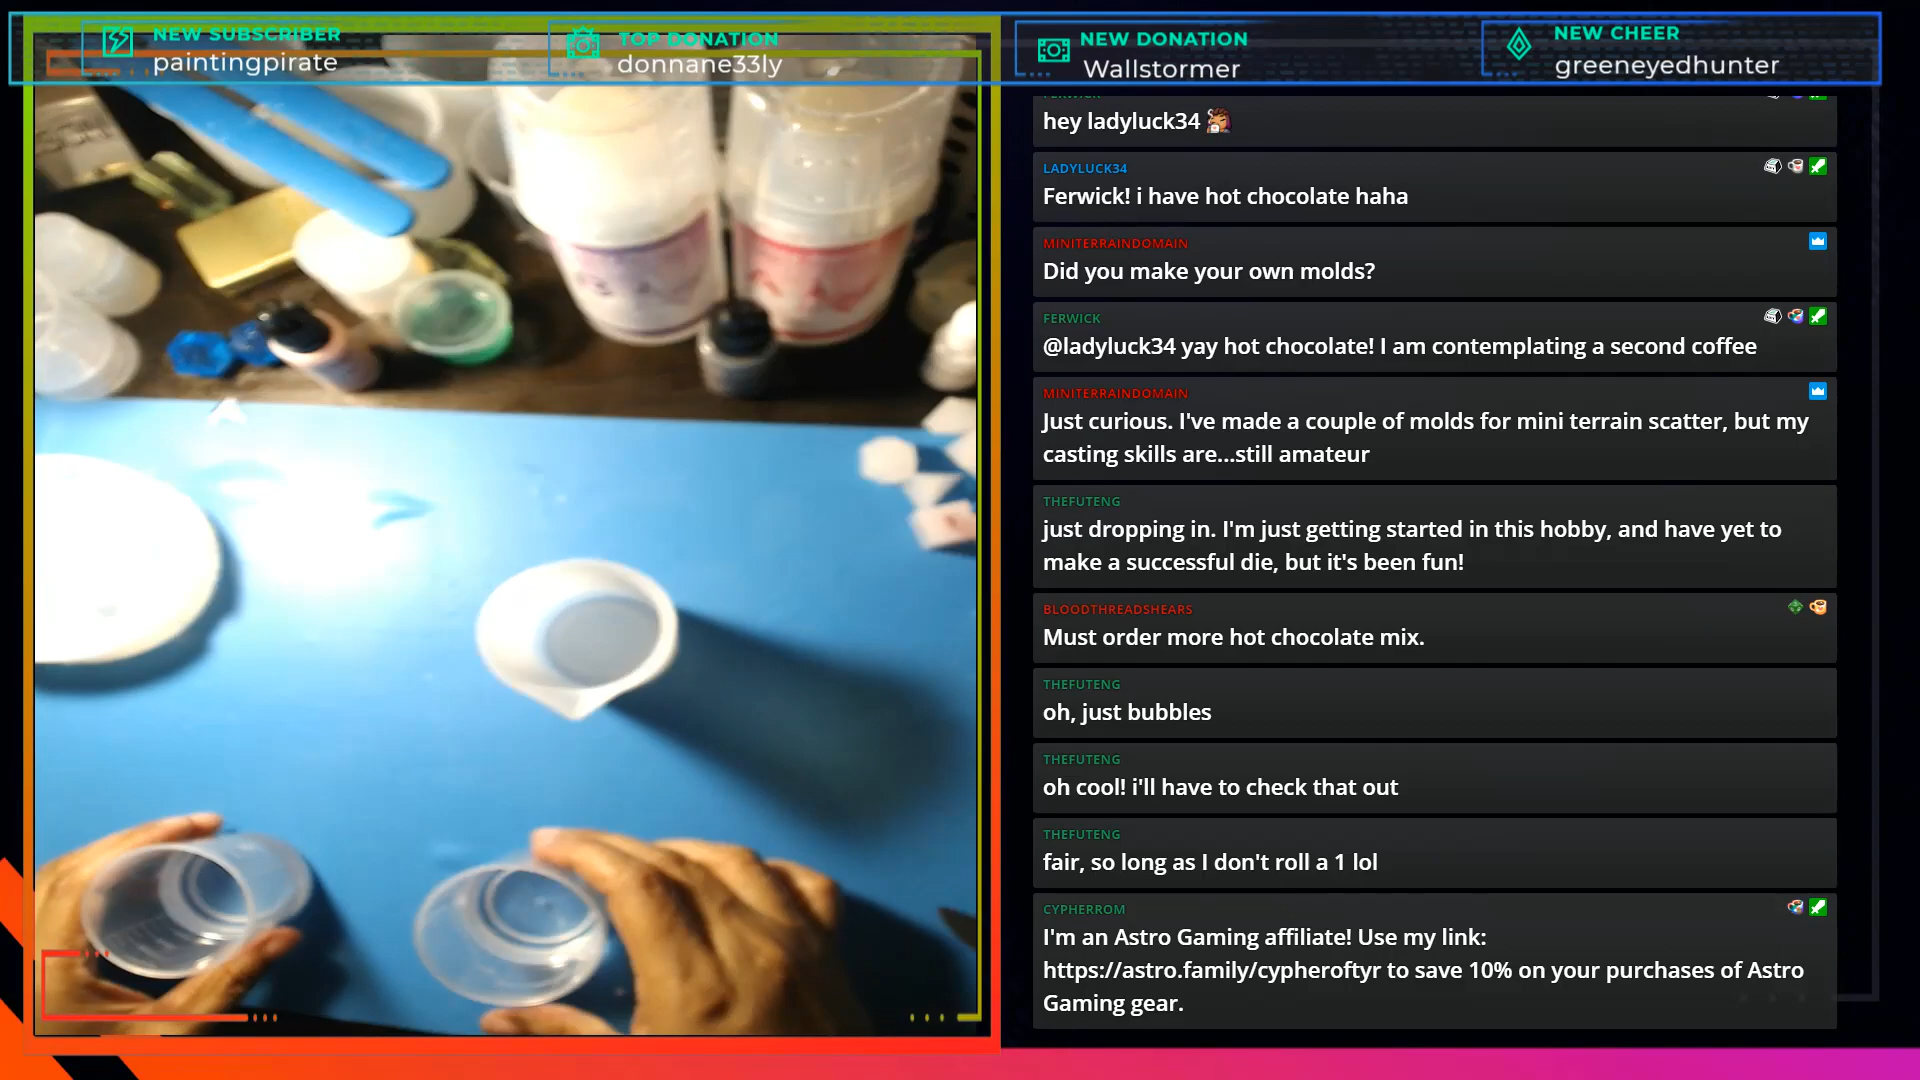 NEW SUBSCRIBER
paintingpirate
TOP DONATION
donnane33ly
NEW DONATION
Wallstormer
NEW CHEER
greeneyedhunter
FERWICK
hey ladyluck34
LADYLUCK34
Ferwick! i have hot chocolate haha
MINITERRAINDOMAIN
Did you make your own molds?
FERWICK
@ladyluck34 yay hot chocolate! I am contemplating a second coffee
MINITERRAINDOMAIN
Just curious. I've made a couple of molds for mini terrain scatter, but my
casting skills are...still amateur
THEFUTENG
just dropping in. I'm just getting started in this hobby, and have yet to
make a successful die, but it's been fun!
BLOODTHREADSHEARS
Must order more hot chocolate mix.
THEFUTENG
oh, just bubbles
THEFUTENG
oh cool! i'll have to check that out
THEFUTENG
fair, so long as I don't roll a 1 lol
CYPHERROM
I'm an Astro Gaming affiliate! Use my link:
https://astro.family/cypheroftyr to save 10% on your purchases of Astro
Gaming gear.